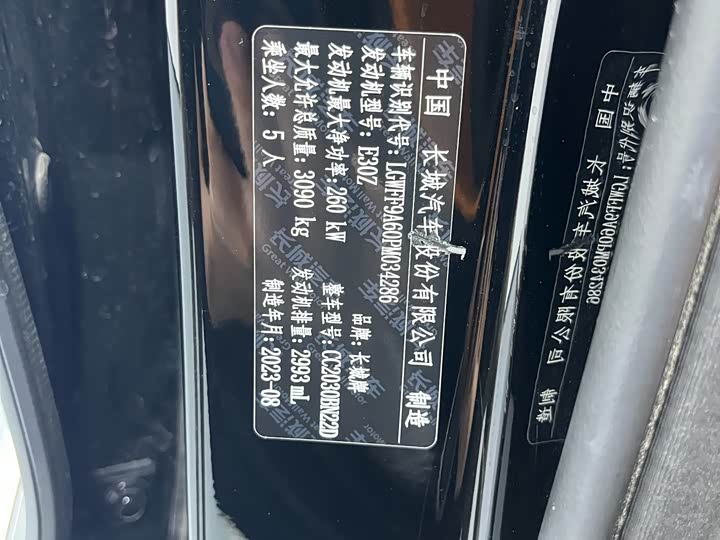 中国 长城汽车股份有限公司 制造
车辆识别代号: LGWFF9A60PM034286
品牌: 长城牌
发动机型号: E307
整车型号: CC2030BN22D
发动机最大净功率: 260 kW
发动机排量: 2993 mL
最大允许总质量: 3090 kg
制造年月: 2023-08
乘坐人数: 5 人